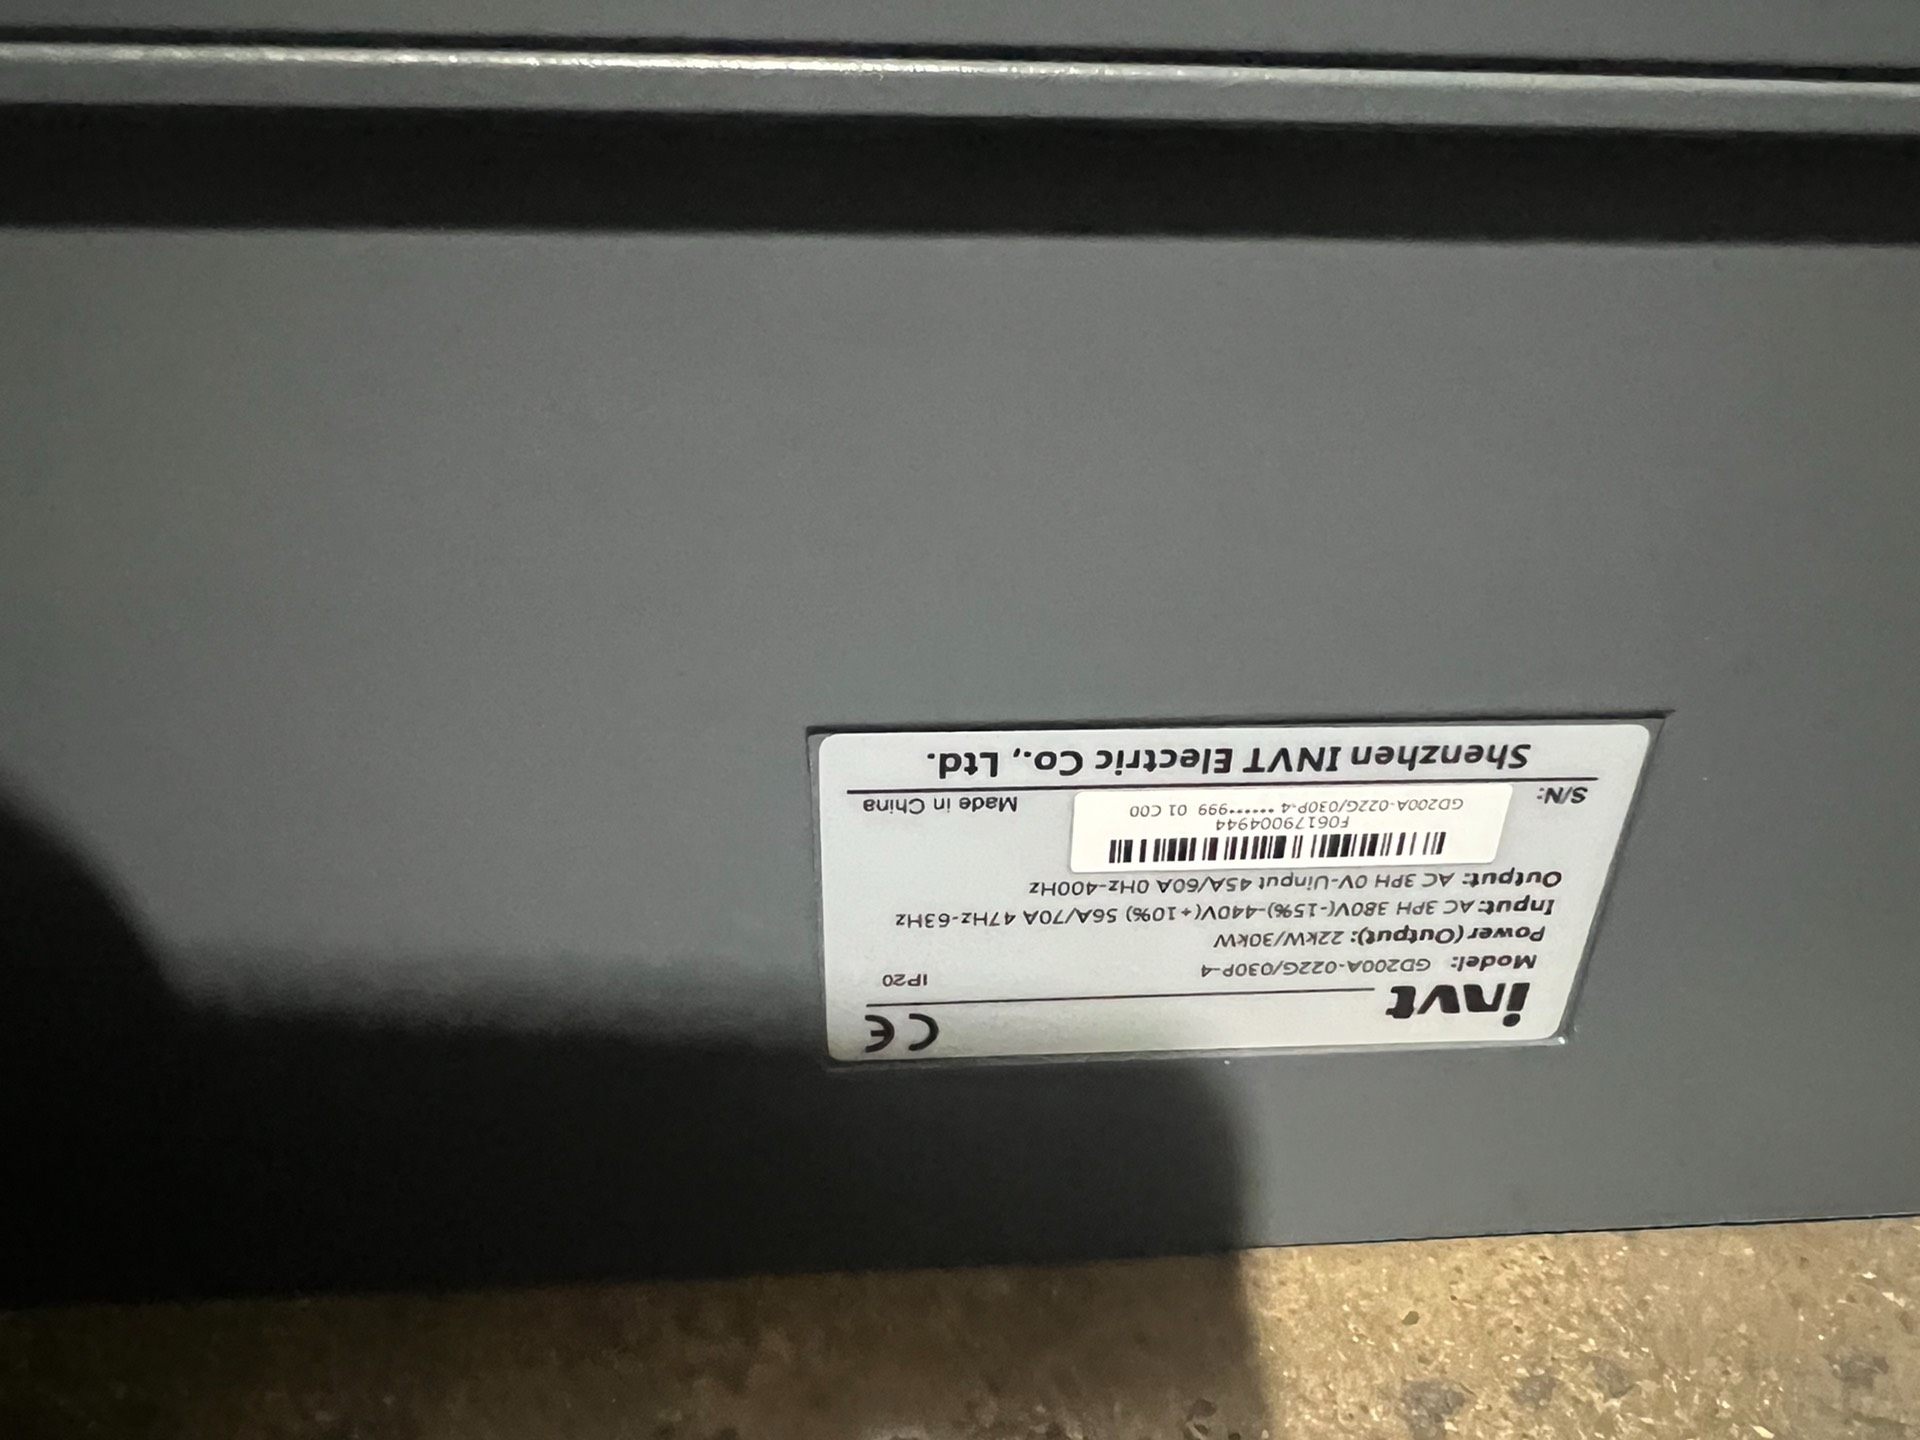 invt
CE
Model: GD200A-022G/030P-4 IP20
Power(Output): 22kW/30kW
Input: AC 3PH 380V(-15%)-440V(+10%) 56A/70A 47Hz-63Hz
Output: AC 3PH 0V-Uinput 45A/60A 0Hz-400Hz
F06179004944
GD200A-022G/030P-4 ******999 01 C00
S/N: Made in China
Shenzhen INVT Electric Co., Ltd.